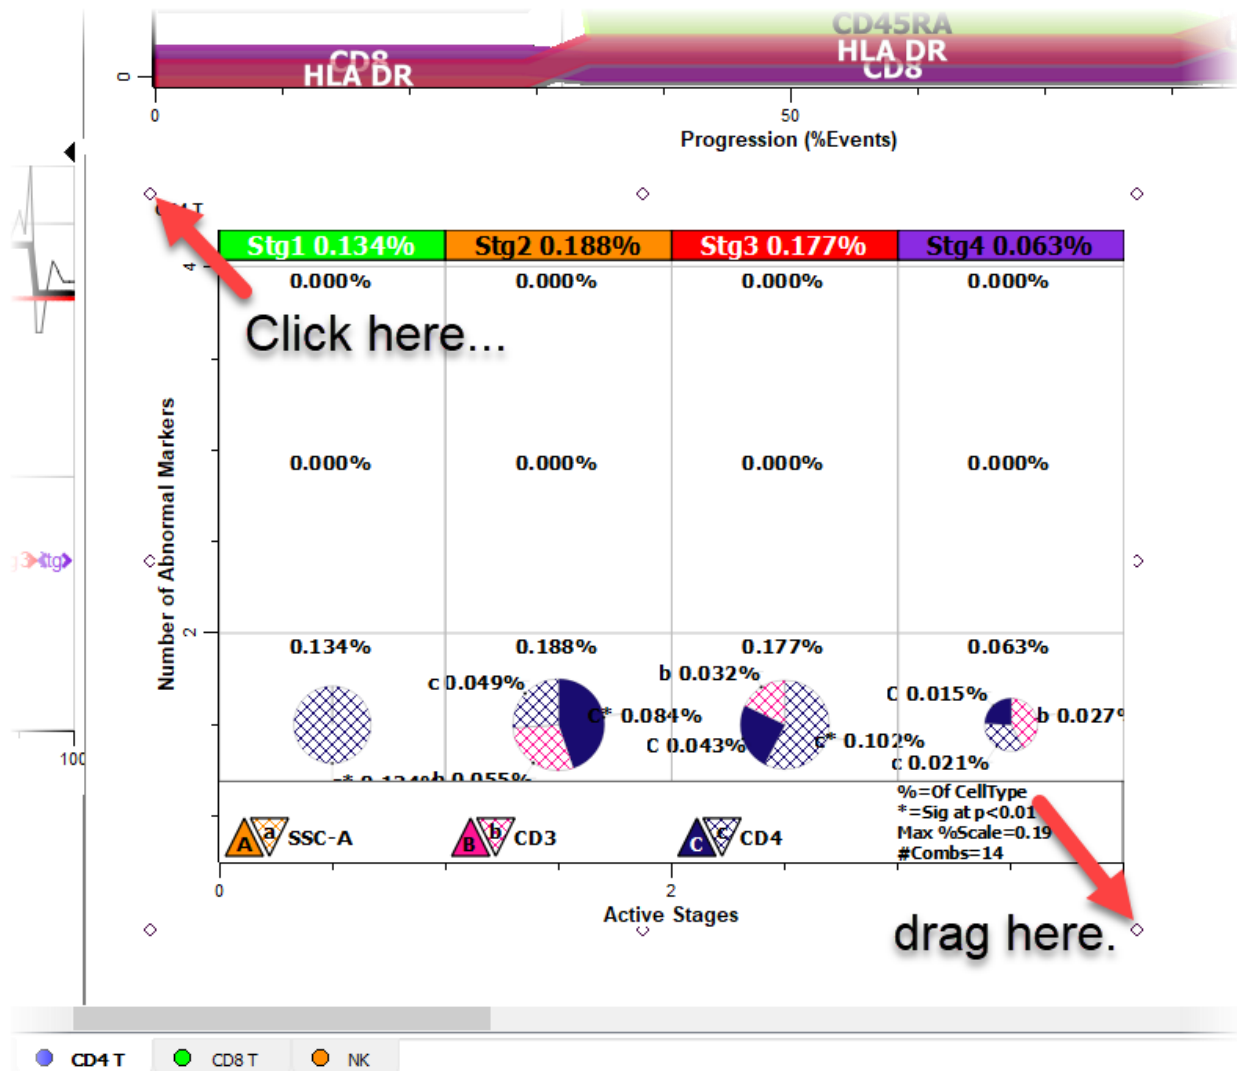 CD45RA
CD8
HLA DR
HLA DR
CD8
0
0
50
Progression (%Events)
Stg1 0.134%
Stg2 0.188%
Stg3 0.177%
Stg4 0.063%
4
0.000%
0.000%
0.000%
0.000%
Click here...
Number of Abnormal Markers
0.000%
0.000%
0.000%
0.000%
2
0.134%
0.188%
0.177%
0.063%
c 0.049%
b 0.032%
C 0.015%
C* 0.084%
b 0.027%
C 0.043%
c* 0.102%
c 0.021%
b 0.055%
100
A a SSC-A
B b CD3
C c CD4
%=Of CellType
*=Sig at p<0.01
Max %Scale=0.19
#Combs=14
0
2
Active Stages
drag here.
CD4 T
CD8 T
NK